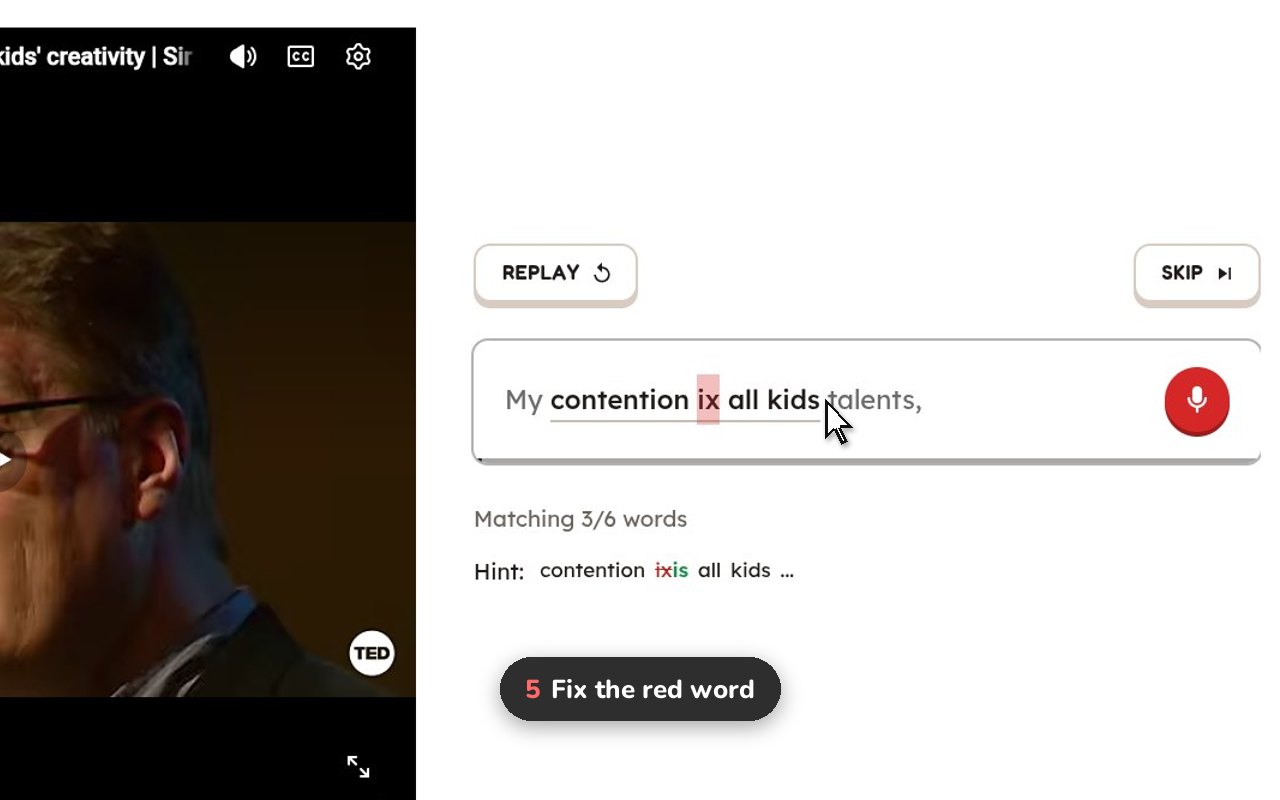 kids' creativity | Sir
CC
REPLAY
SKIP
My contention ix all kids talents,
Matching 3/6 words
Hint: contention ixis all kids ...
TED
5 Fix the red word